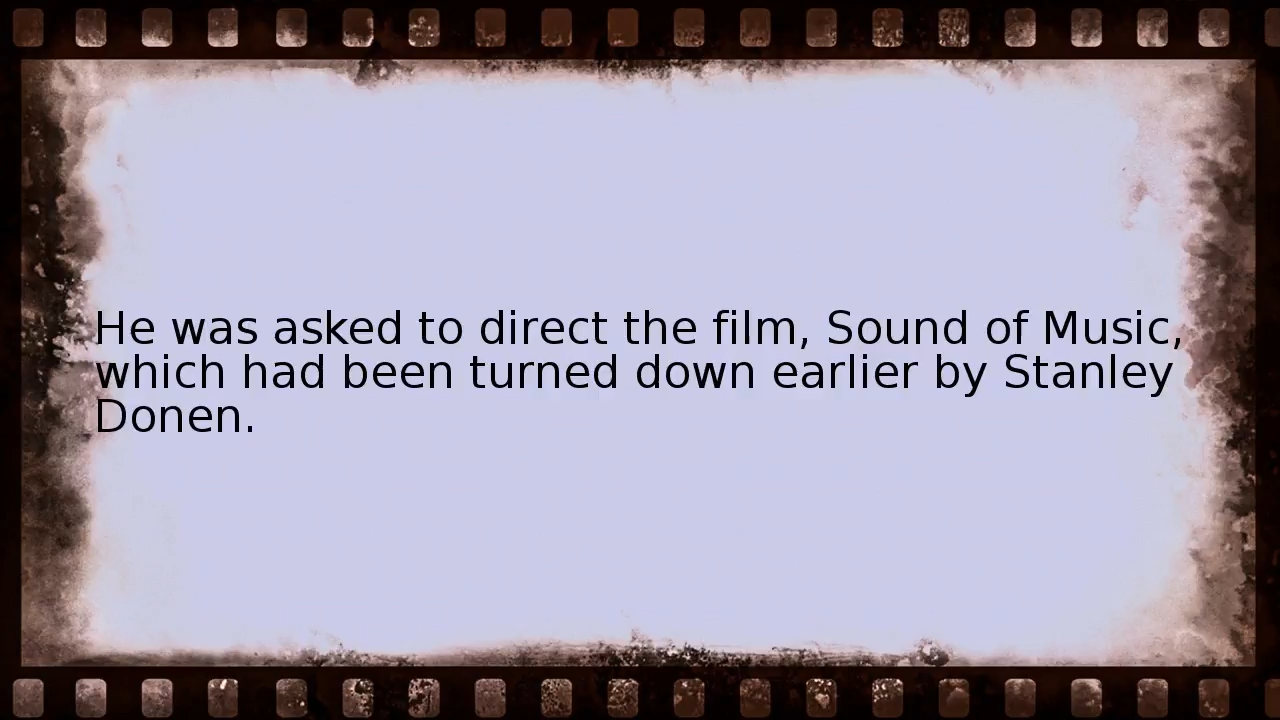 He was asked to direct the film, Sound of Music,
which had been turned down earlier by Stanley
Donen.